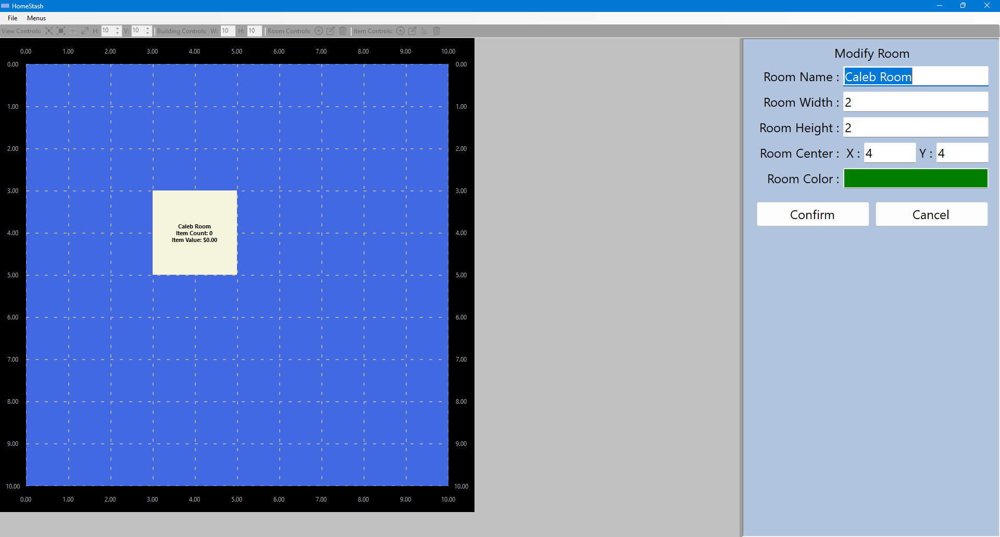 HomeStash
File Menus
View Controls: H: 10 V: 10 Building Controls: W: 10 H: 10 Room Controls: Item Controls:
0.00 1.00 2.00 3.00 4.00 5.00 6.00 7.00 8.00 9.00 10.00
0.00 0.00
1.00 1.00
2.00 2.00
3.00 3.00
Caleb Room
4.00 Item Count: 0 4.00
Item Value: $0.00
5.00 5.00
6.00 6.00
7.00 7.00
8.00 8.00
9.00 9.00
10.00 10.00
0.00 1.00 2.00 3.00 4.00 5.00 6.00 7.00 8.00 9.00 10.00
Modify Room
Room Name : Caleb Room
Room Width : 2
Room Height : 2
Room Center : X : 4 Y : 4
Room Color :
Confirm Cancel